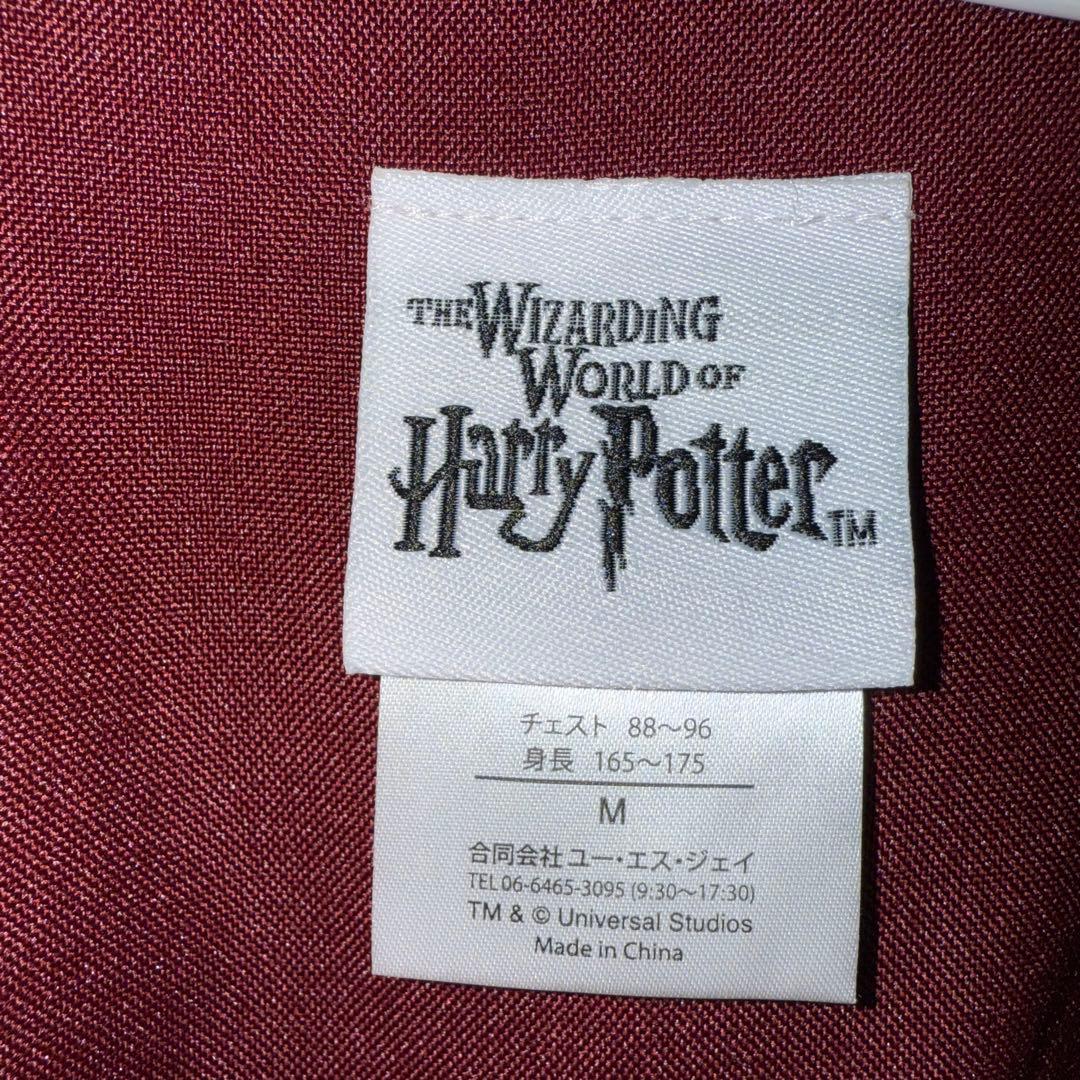 THE WIZARDING
WORLD OF
Harry Potter TM
チェスト 88〜96
身長 165〜175
M
合同会社ユー・エス・ジェイ
TEL 06-6465-3095 (9:30〜17:30)
TM & © Universal Studios
Made in China